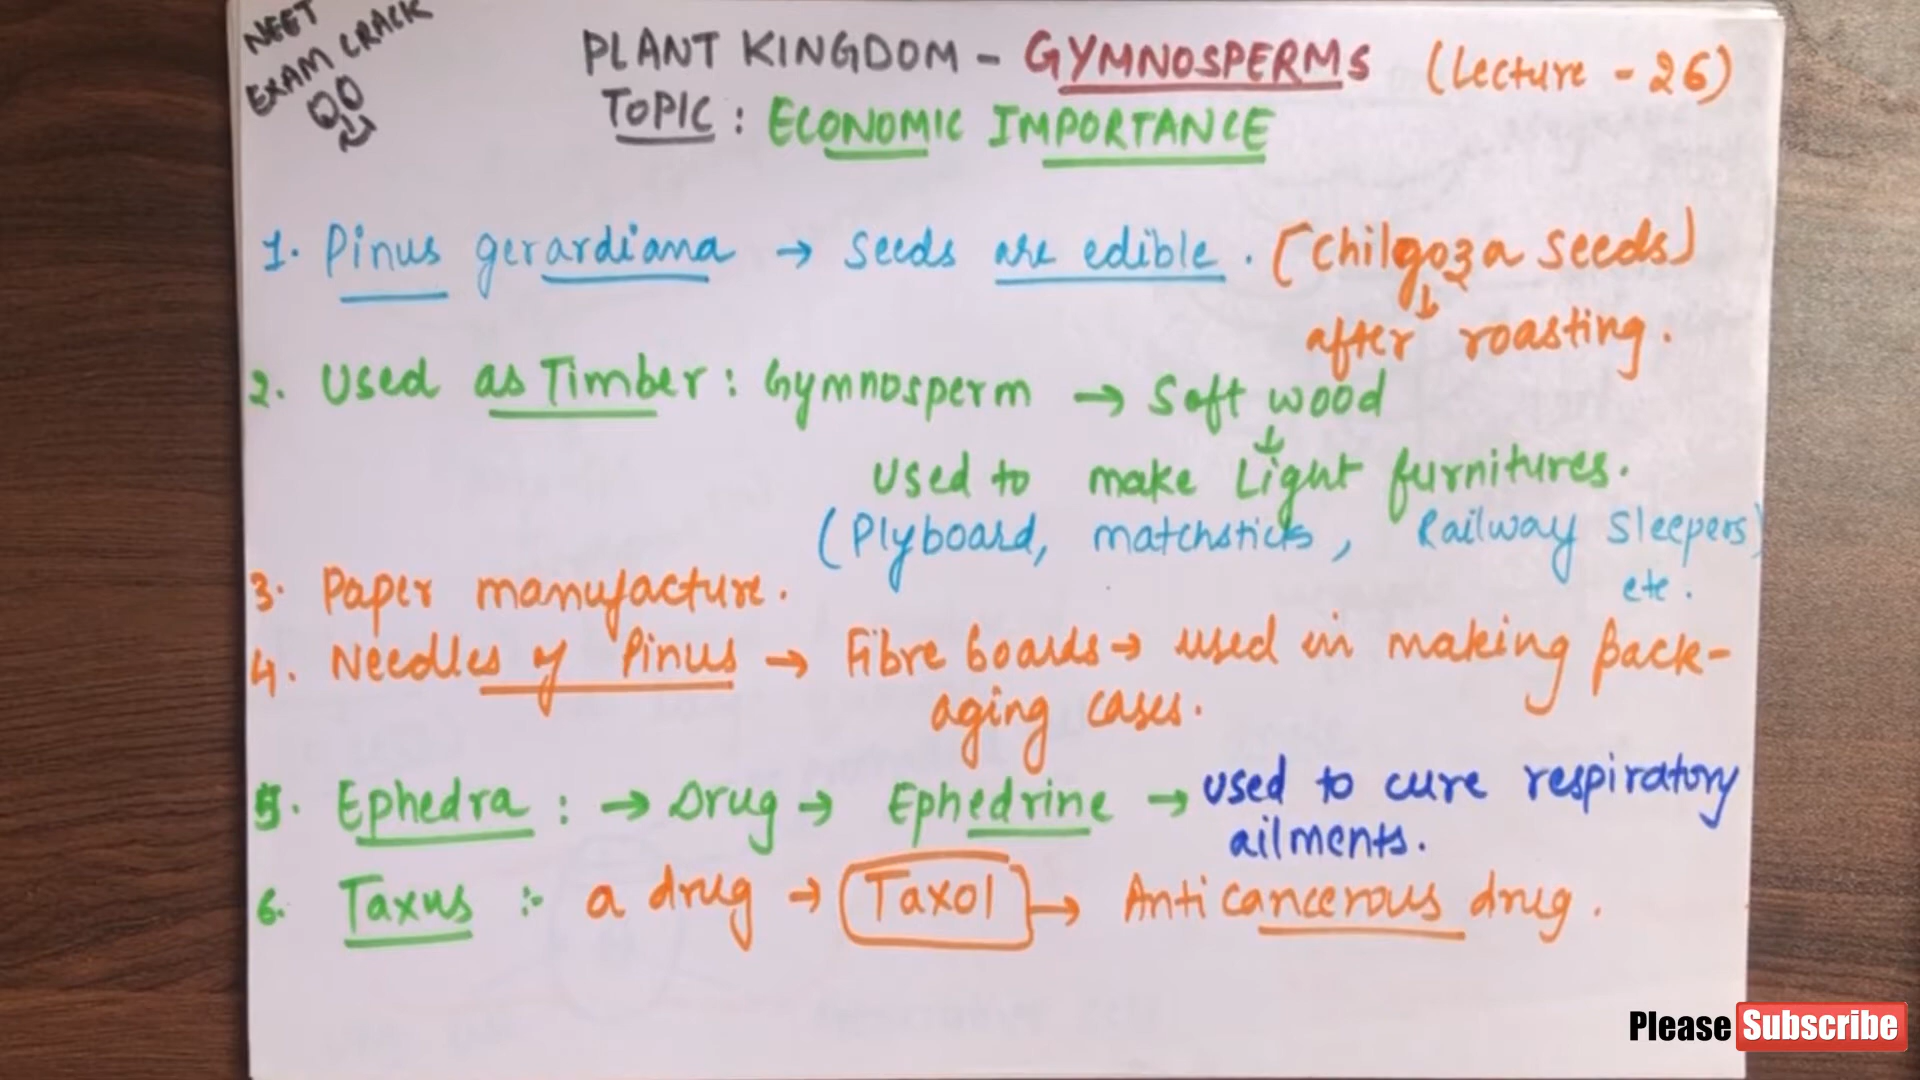 NEET
EXAM CRACK
PLANT KINGDOM - GYMNOSPERMS (Lecture - 26)
TOPIC : ECONOMIC IMPORTANCE
1. Pinus gerardiana → seeds are edible. (Chilgoza seeds)
↓
after roasting.
2. Used as Timber : Gymnosperm → Soft wood
↓
used to make Light furnitures.
(Plyboard, matchsticks, Railway sleepers)
etc.
3. Paper manufacture.
4. Needles of Pinus → Fibre boards → used in making pack-
aging cases.
5. Ephedra : → Drug → Ephedrine → used to cure respiratory
ailments.
6. Taxus :- a drug → Taxol → Anti cancerous drug.
Please Subscribe